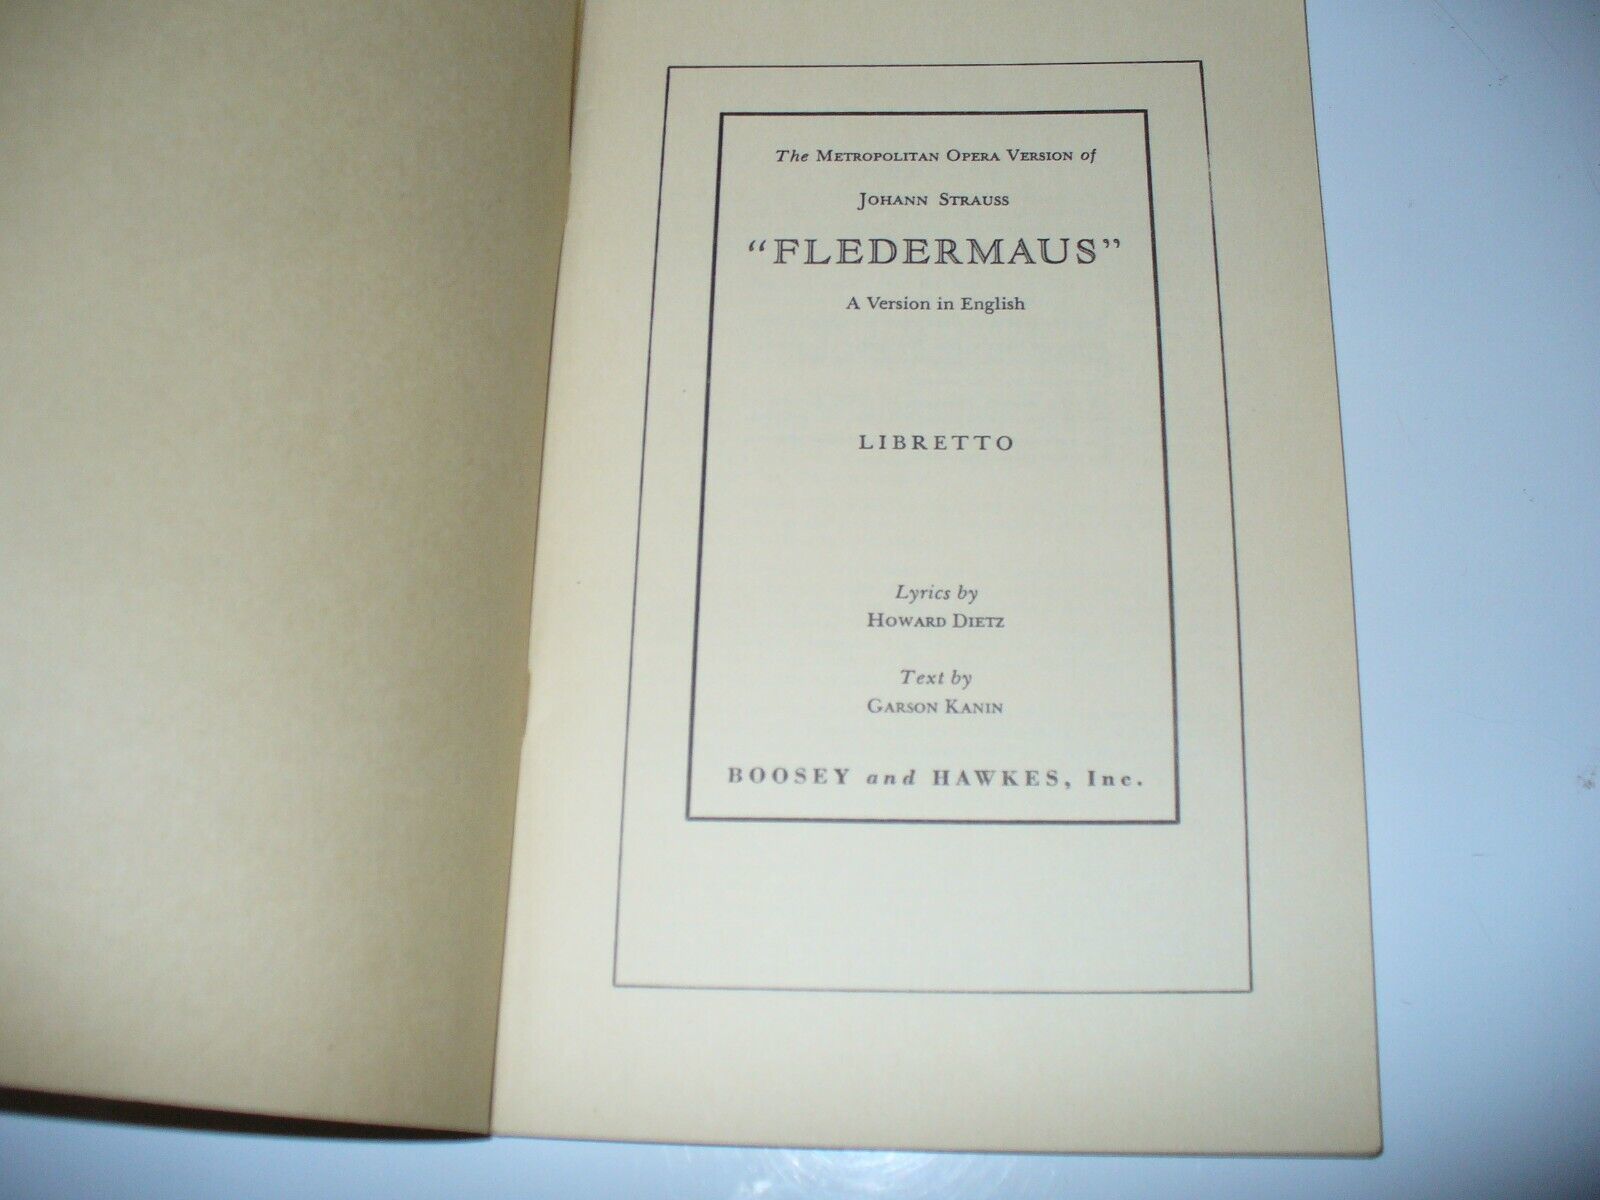 The METROPOLITAN OPERA VERSION of
JOHANN STRAUSS
“FLEDERMAUS”
A Version in English
LIBRETTO
Lyrics by
HOWARD DIETZ
Text by
GARSON KANIN
BOOSEY and HAWKES, Inc.